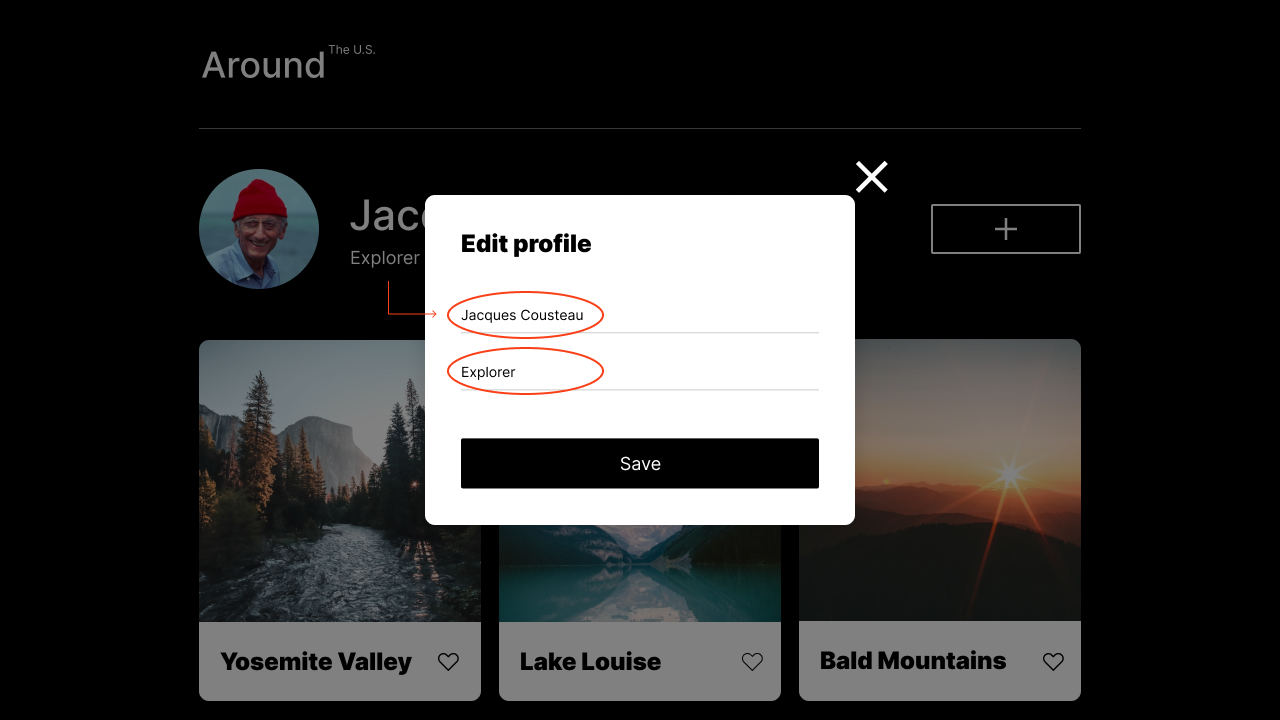 Around The U.S.
Jac
Explorer
Edit profile
Jacques Cousteau
Explorer
Save
Yosemite Valley
Lake Louise
Bald Mountains